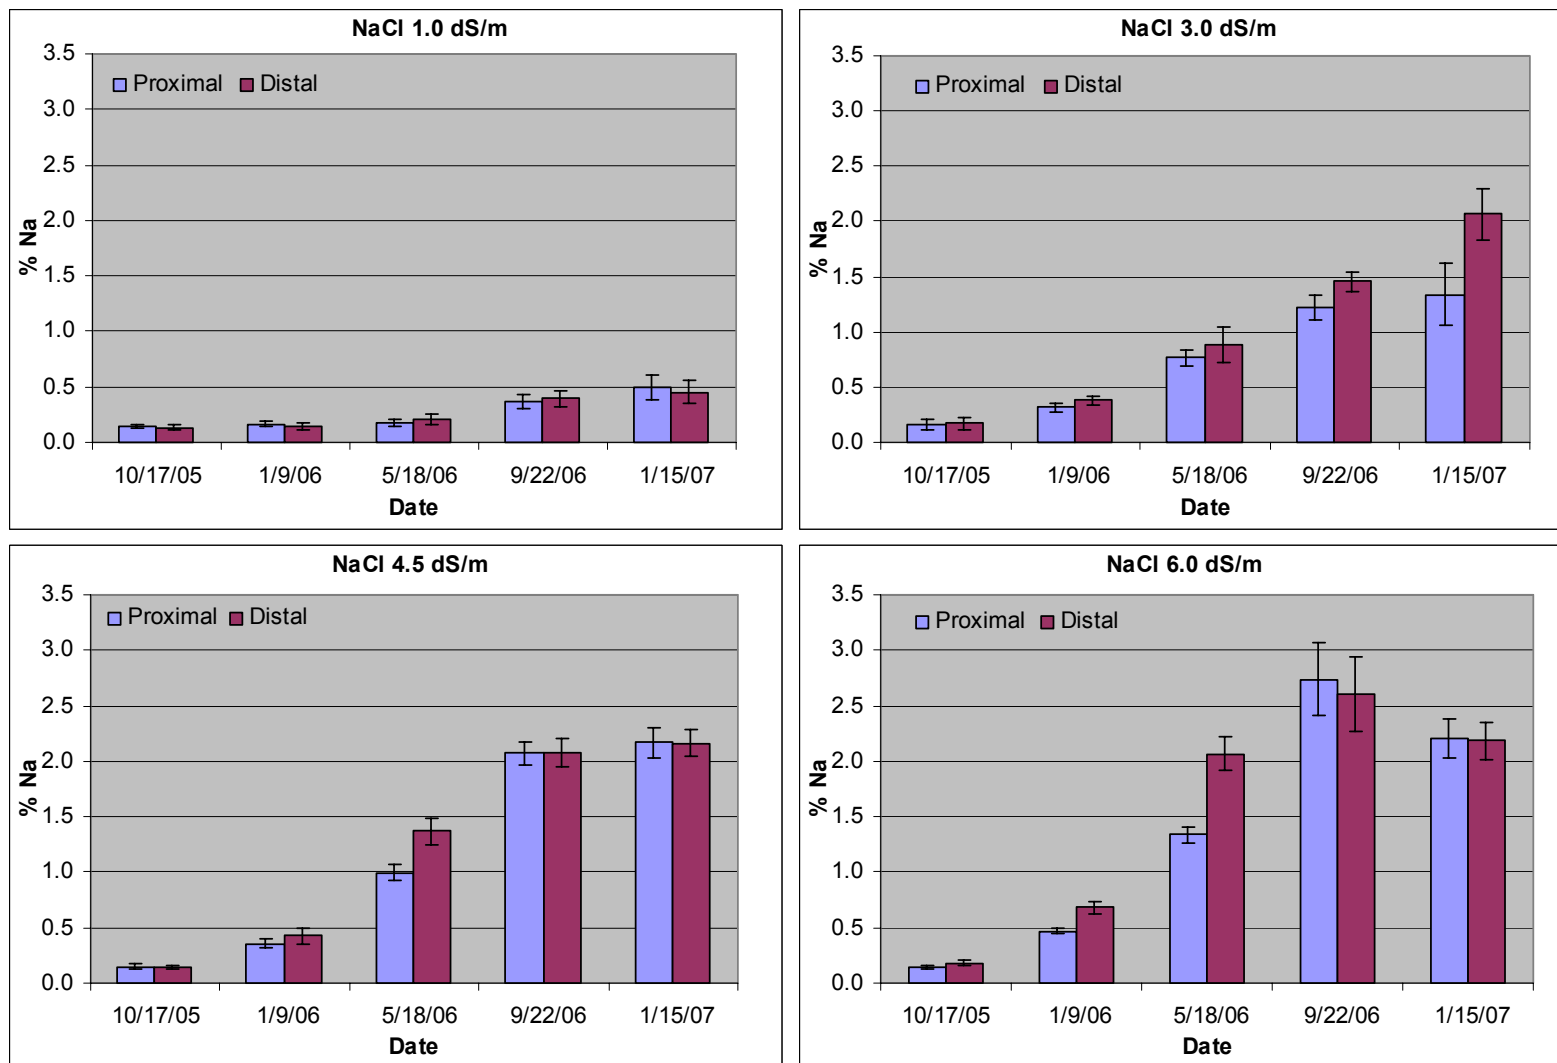 NaCl 1.0 dS/m
3.5
3.0
2.5
2.0
1.5
1.0
0.5
0.0
% Na
Proximal Distal
10/17/05 1/9/06 5/18/06 9/22/06 1/15/07
Date
NaCl 3.0 dS/m
3.5
3.0
2.5
2.0
1.5
1.0
0.5
0.0
% Na
Proximal Distal
10/17/05 1/9/06 5/18/06 9/22/06 1/15/07
Date
NaCl 4.5 dS/m
3.5
3.0
2.5
2.0
1.5
1.0
0.5
0.0
% Na
Proximal Distal
10/17/05 1/9/06 5/18/06 9/22/06 1/15/07
Date
NaCl 6.0 dS/m
3.5
3.0
2.5
2.0
1.5
1.0
0.5
0.0
% Na
Proximal Distal
10/17/05 1/9/06 5/18/06 9/22/06 1/15/07
Date